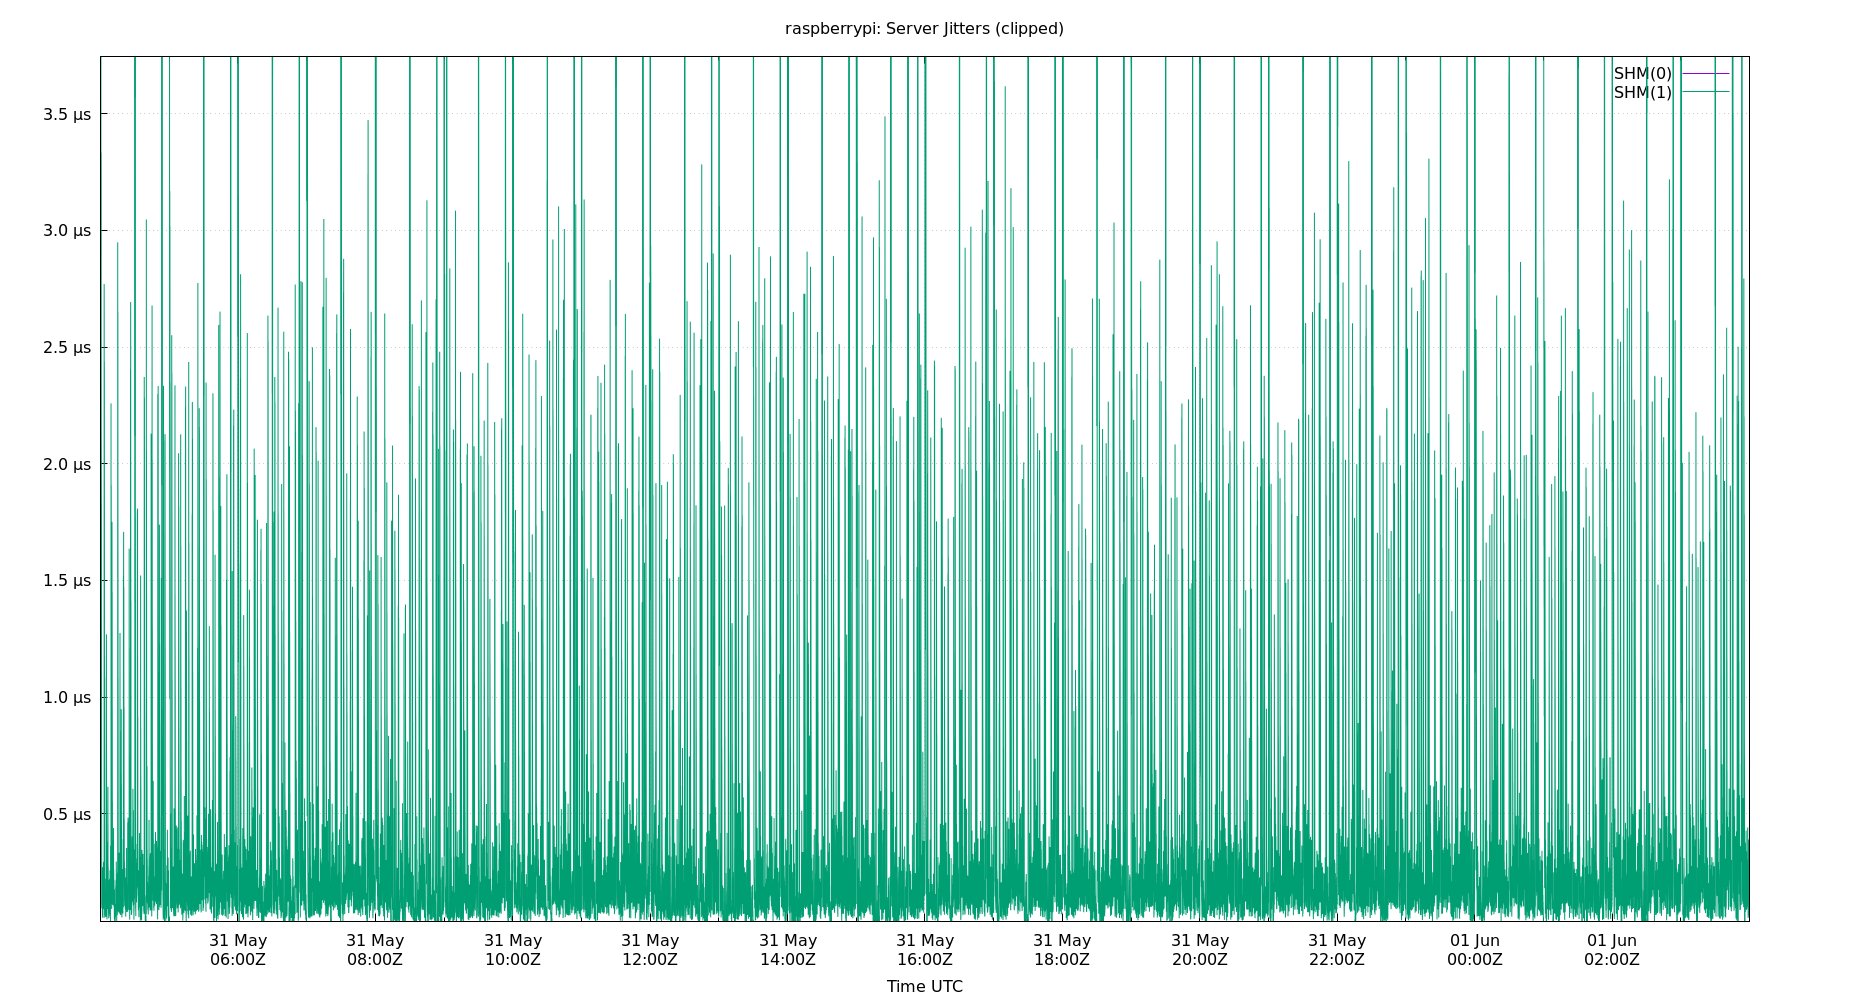 raspberrypi: Server Jitters (clipped)
SHM(0)
SHM(1)
3.5 µs
3.0 µs
2.5 µs
2.0 µs
1.5 µs
1.0 µs
0.5 µs
31 May 31 May 31 May 31 May 31 May 31 May 31 May 31 May 31 May 01 Jun 01 Jun
06:00Z 08:00Z 10:00Z 12:00Z 14:00Z 16:00Z 18:00Z 20:00Z 22:00Z 00:00Z 02:00Z
Time UTC